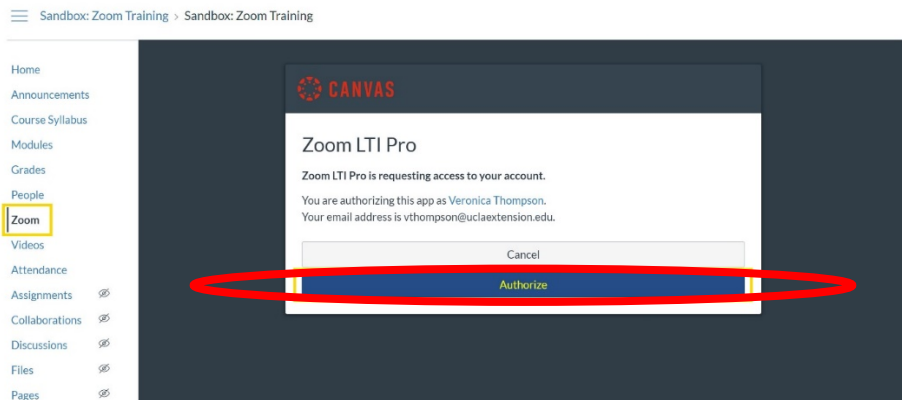 Sandbox: Zoom Training > Sandbox: Zoom Training
Home
Announcements
Course Syllabus
Modules
Grades
People
Zoom
Videos
Attendance
Assignments
Collaborations
Discussions
Files
Pages
CANVAS
Zoom LTI Pro
Zoom LTI Pro is requesting access to your account.
You are authorizing this app as Veronica Thompson.
Your email address is vthompson@uclaextension.edu.
Cancel
Authorize